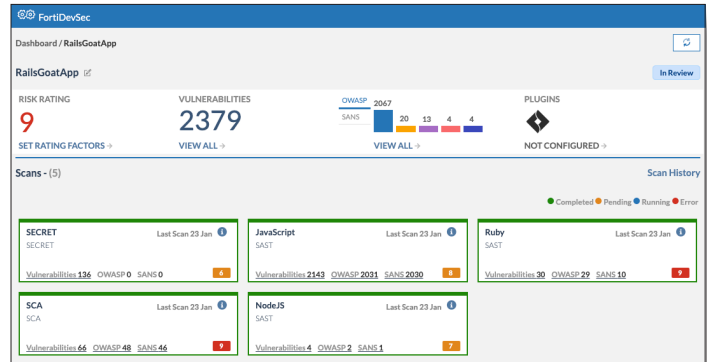 FortiDevSec
Dashboard / RailsGoatApp
RailsGoatApp
In Review
RISK RATING
9
SET RATING FACTORS →
VULNERABILITIES
2379
VIEW ALL →
OWASP
SANS
2067 20 13 4 4
VIEW ALL →
PLUGINS
NOT CONFIGURED →
Scans - (5)
Scan History
Completed Pending Running Error
SECRET Last Scan 23 Jan
SECRET
Vulnerabilities 136 OWASP 0 SANS 0 6
JavaScript Last Scan 23 Jan
SAST
Vulnerabilities 2143 OWASP 2031 SANS 2030 8
Ruby Last Scan 23 Jan
SAST
Vulnerabilities 30 OWASP 29 SANS 10 9
SCA Last Scan 23 Jan
SCA
Vulnerabilities 66 OWASP 48 SANS 46 9
NodeJS Last Scan 23 Jan
SAST
Vulnerabilities 4 OWASP 2 SANS 1 7